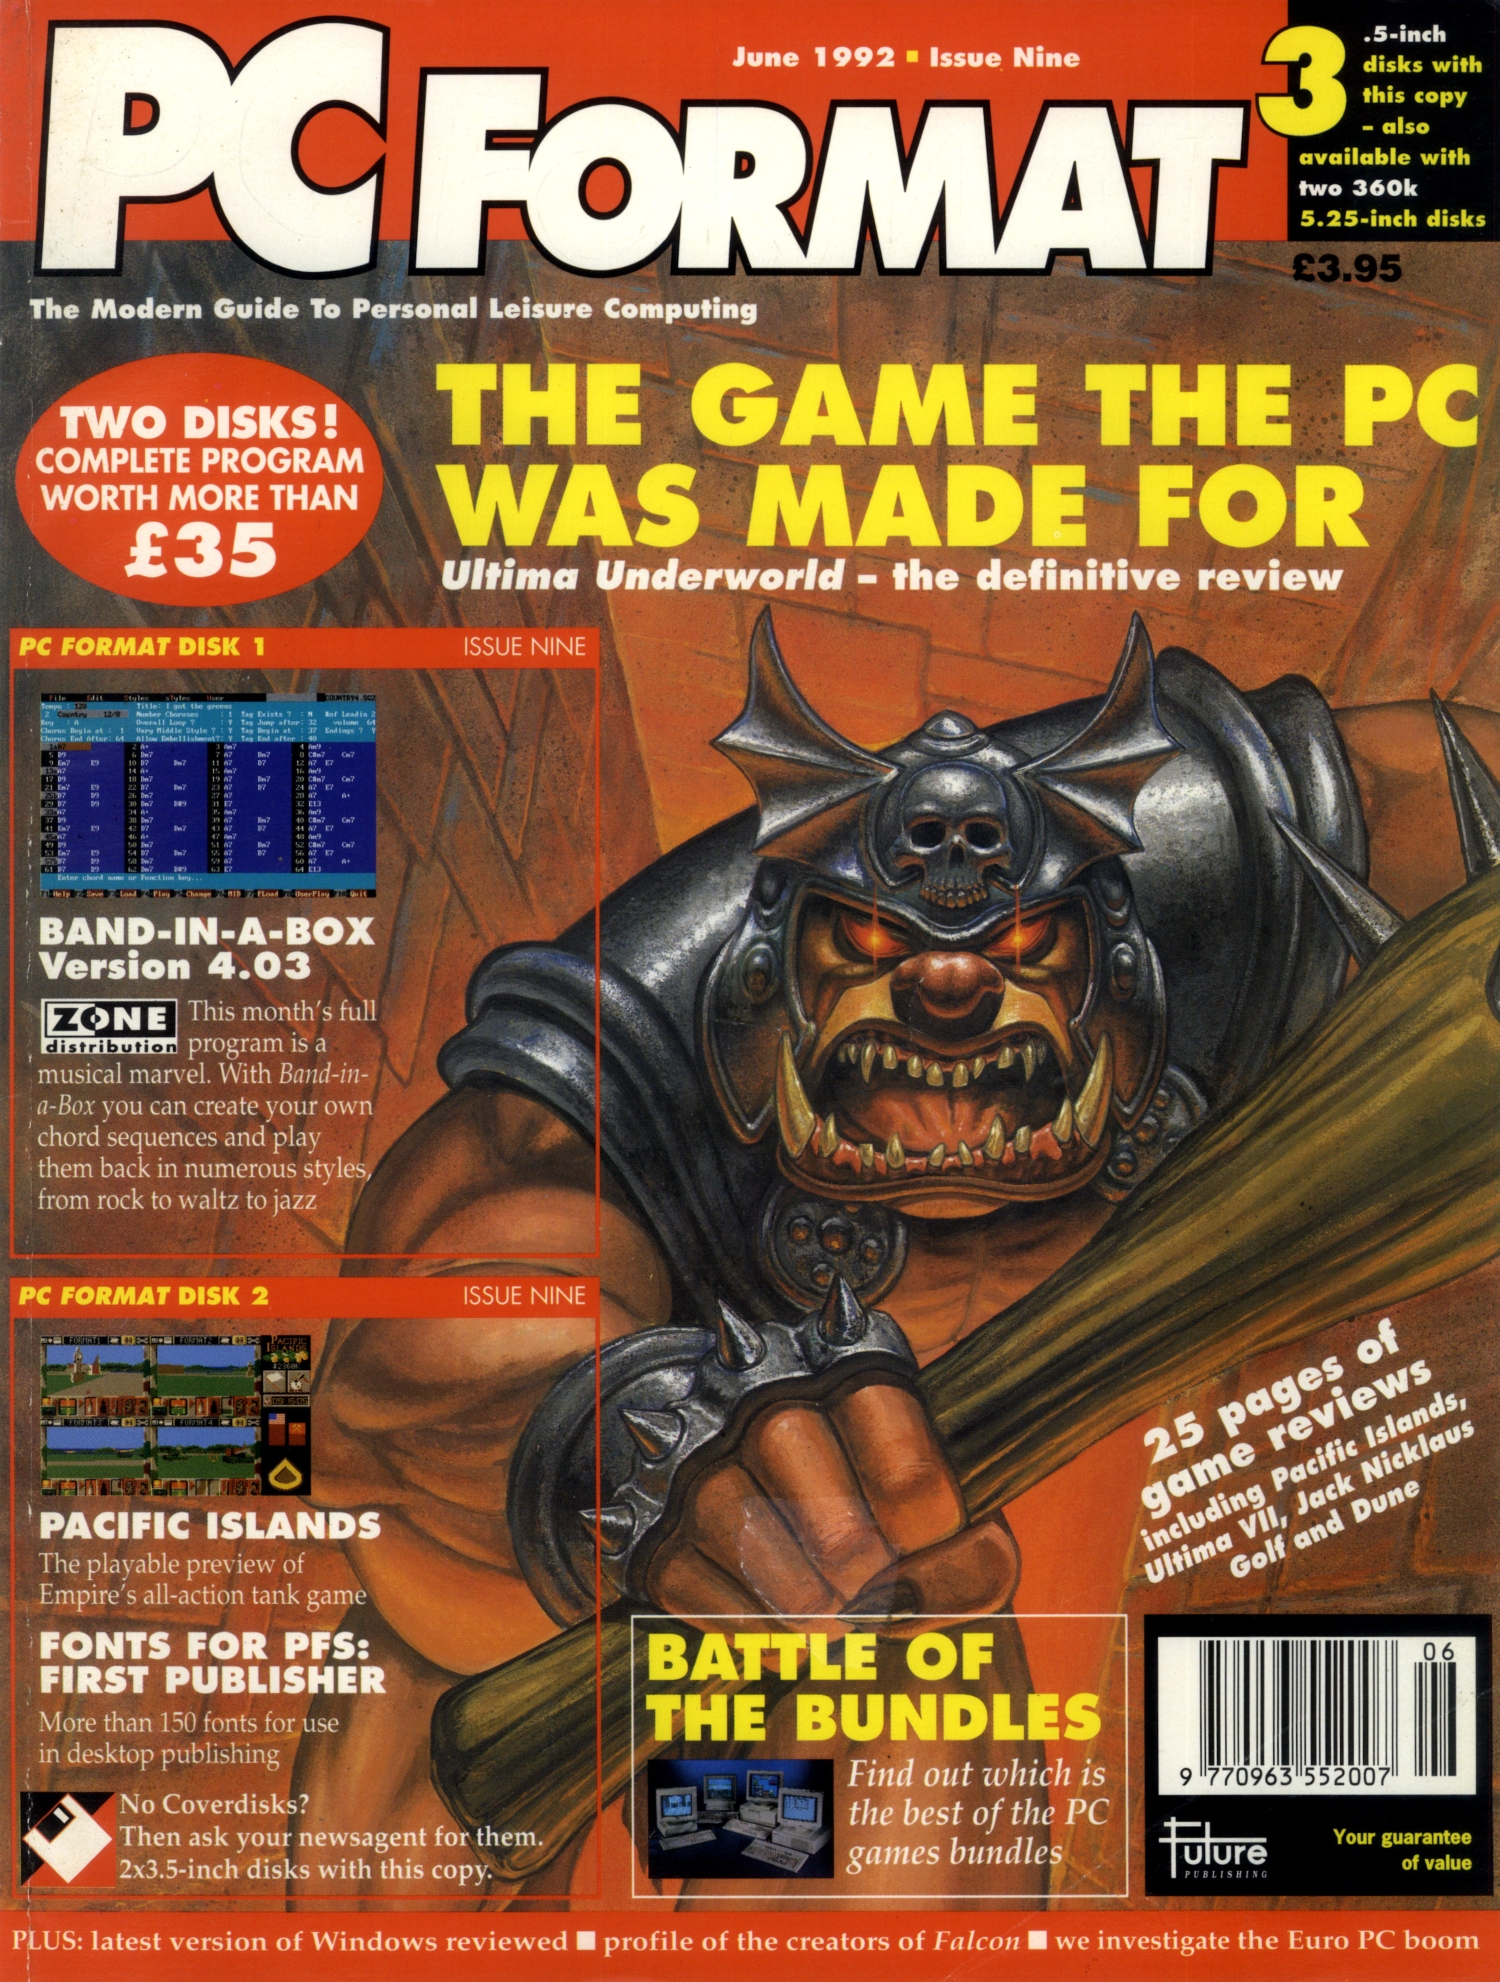 PC FORMAT
June 1992 ▪ Issue Nine
3.5-inch
disks with
this copy
– also
available with
two 360k
5.25-inch disks
£3.95
The Modern Guide To Personal Leisure Computing
TWO DISKS!
COMPLETE PROGRAM
WORTH MORE THAN
£35
THE GAME THE PC
WAS MADE FOR
Ultima Underworld – the definitive review
PC FORMAT DISK 1 ISSUE NINE
BAND-IN-A-BOX
Version 4.03
ZONE
distribution
This month's full
program is a
musical marvel. With Band-in-
a-Box you can create your own
chord sequences and play
them back in numerous styles,
from rock to waltz to jazz
PC FORMAT DISK 2 ISSUE NINE
PACIFIC
ISLANDS
PACIFIC ISLANDS
The playable preview of
Empire's all-action tank game
FONTS FOR PFS:
FIRST PUBLISHER
More than 150 fonts for use
in desktop publishing
No Coverdisks?
Then ask your newsagent for them.
2x3.5-inch disks with this copy.
25 pages of
game reviews
including Pacific Islands,
Ultima VII, Jack Nicklaus
Golf and Dune
BATTLE OF
THE BUNDLES
Find out which is
the best of the PC
games bundles
06
9 770963 552007
Future
PUBLISHING
Your guarantee
of value
PLUS: latest version of Windows reviewed ■ profile of the creators of Falcon ■ we investigate the Euro PC boom